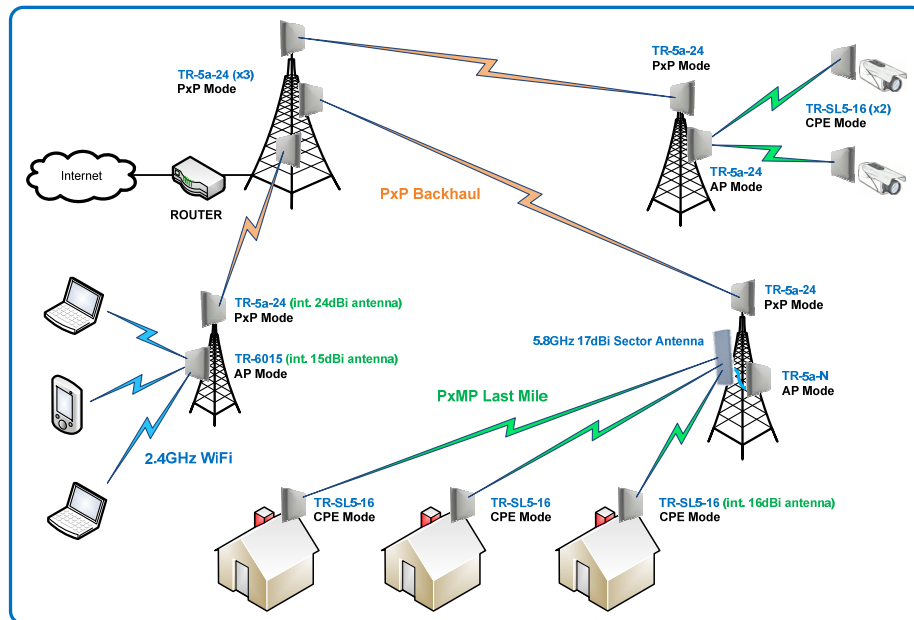 TR-5a-24 (x3)
PxP Mode
TR-5a-24
PxP Mode
TR-SL5-16 (x2)
CPE Mode
TR-5a-24
AP Mode
Internet
ROUTER
PxP Backhaul
TR-5a-24 (int. 24dBi antenna)
PxP Mode
TR-6015 (int. 15dBi antenna)
AP Mode
TR-5a-24
PxP Mode
5.8GHz 17dBi Sector Antenna
TR-5a-N
AP Mode
PxMP Last Mile
2.4GHz WiFi
TR-SL5-16
CPE Mode
TR-SL5-16
CPE Mode
TR-SL5-16 (int. 16dBi antenna)
CPE Mode